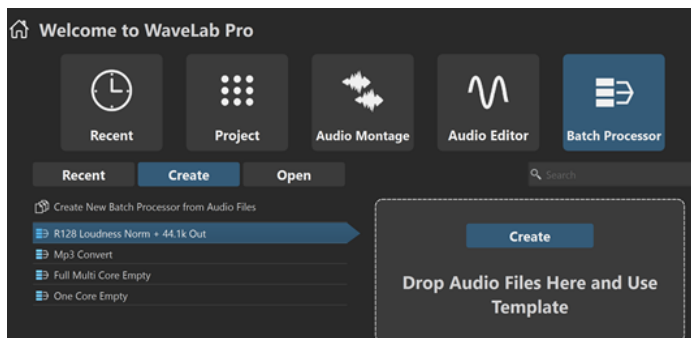 Welcome to WaveLab Pro
Recent
Project
Audio Montage
Audio Editor
Batch Processor
Recent
Create
Open
Search
Create New Batch Processor from Audio Files
R128 Loudness Norm + 44.1k Out
Mp3 Convert
Full Multi Core Empty
One Core Empty
Create
Drop Audio Files Here and Use
Template